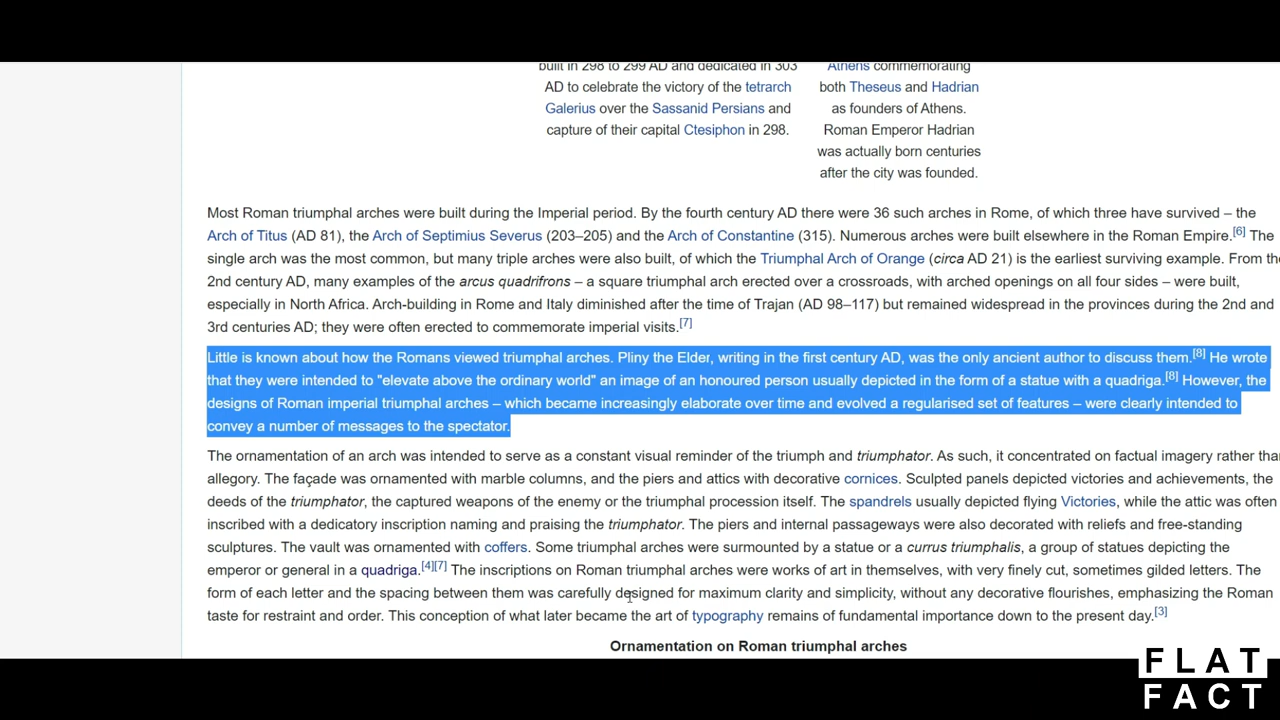 built in 298 to 299 AD and dedicated in 303
AD to celebrate the victory of the tetrarch
Galerius over the Sassanid Persians and
capture of their capital Ctesiphon in 298.
Athens commemorating
both Theseus and Hadrian
as founders of Athens.
Roman Emperor Hadrian
was actually born centuries
after the city was founded.
Most Roman triumphal arches were built during the Imperial period. By the fourth century AD there were 36 such arches in Rome, of which three have survived – the
Arch of Titus (AD 81), the Arch of Septimius Severus (203–205) and the Arch of Constantine (315). Numerous arches were built elsewhere in the Roman Empire.[6] The
single arch was the most common, but many triple arches were also built, of which the Triumphal Arch of Orange (circa AD 21) is the earliest surviving example. From the
2nd century AD, many examples of the arcus quadrifrons – a square triumphal arch erected over a crossroads, with arched openings on all four sides – were built,
especially in North Africa. Arch-building in Rome and Italy diminished after the time of Trajan (AD 98–117) but remained widespread in the provinces during the 2nd and
3rd centuries AD; they were often erected to commemorate imperial visits.[7]
Little is known about how the Romans viewed triumphal arches. Pliny the Elder, writing in the first century AD, was the only ancient author to discuss them.[8] He wrote
that they were intended to "elevate above the ordinary world" an image of an honoured person usually depicted in the form of a statue with a quadriga.[8] However, the
designs of Roman imperial triumphal arches – which became increasingly elaborate over time and evolved a regularised set of features – were clearly intended to
convey a number of messages to the spectator.
The ornamentation of an arch was intended to serve as a constant visual reminder of the triumph and triumphator. As such, it concentrated on factual imagery rather than
allegory. The façade was ornamented with marble columns, and the piers and attics with decorative cornices. Sculpted panels depicted victories and achievements, the
deeds of the triumphator, the captured weapons of the enemy or the triumphal procession itself. The spandrels usually depicted flying Victories, while the attic was often
inscribed with a dedicatory inscription naming and praising the triumphator. The piers and internal passageways were also decorated with reliefs and free-standing
sculptures. The vault was ornamented with coffers. Some triumphal arches were surmounted by a statue or a currus triumphalis, a group of statues depicting the
emperor or general in a quadriga.[4][7] The inscriptions on Roman triumphal arches were works of art in themselves, with very finely cut, sometimes gilded letters. The
form of each letter and the spacing between them was carefully designed for maximum clarity and simplicity, without any decorative flourishes, emphasizing the Roman
taste for restraint and order. This conception of what later became the art of typography remains of fundamental importance down to the present day.[3]
Ornamentation on Roman triumphal arches
FLAT
FACT